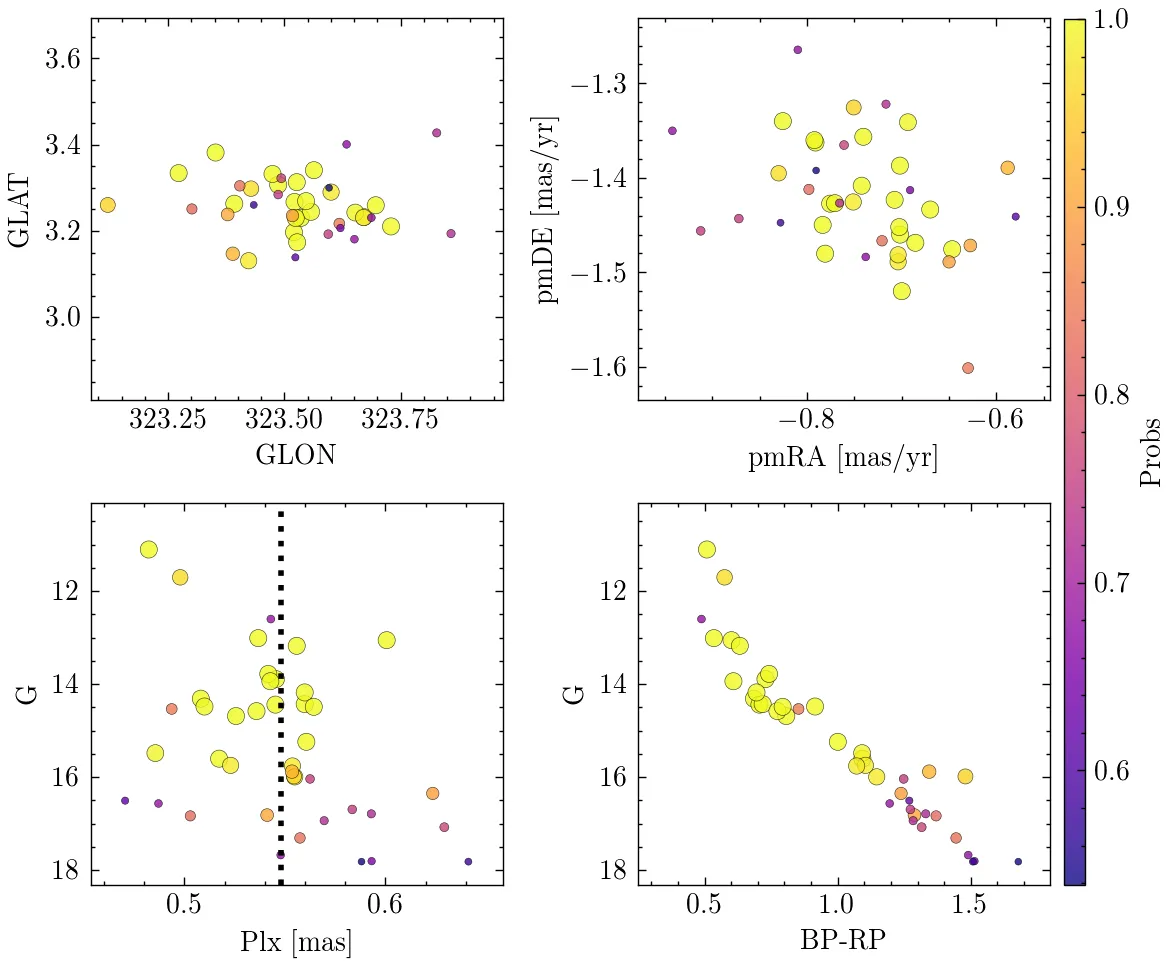 3.6
3.4
3.2
3.0
GLAT
323.25 323.50 323.75
GLON
−1.3
−1.4
−1.5
−1.6
pmDE [mas/yr]
−0.8 −0.6
pmRA [mas/yr]
12
14
16
18
G
0.5 0.6
Plx [mas]
12
14
16
18
G
0.5 1.0 1.5
BP-RP
1.0
0.9
0.8
0.7
0.6
Probs